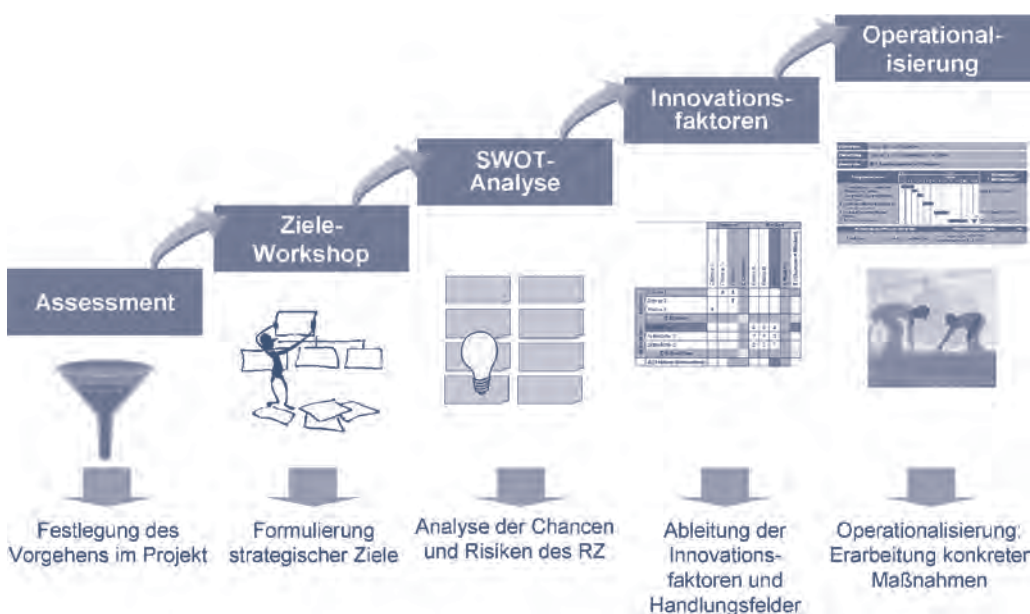 Operational-
isierung
Innovations-
faktoren
SWOT-
Analyse
Ziele-
Workshop
Assessment
Festlegung des
Vorgehens im Projekt
Formulierung
strategischer Ziele
Analyse der Chancen
und Risiken des RZ
Ableitung der
Innovations-
faktoren und
Handlungsfelder
Operationalisierung:
Erarbeitung konkreter
Maßnahmen